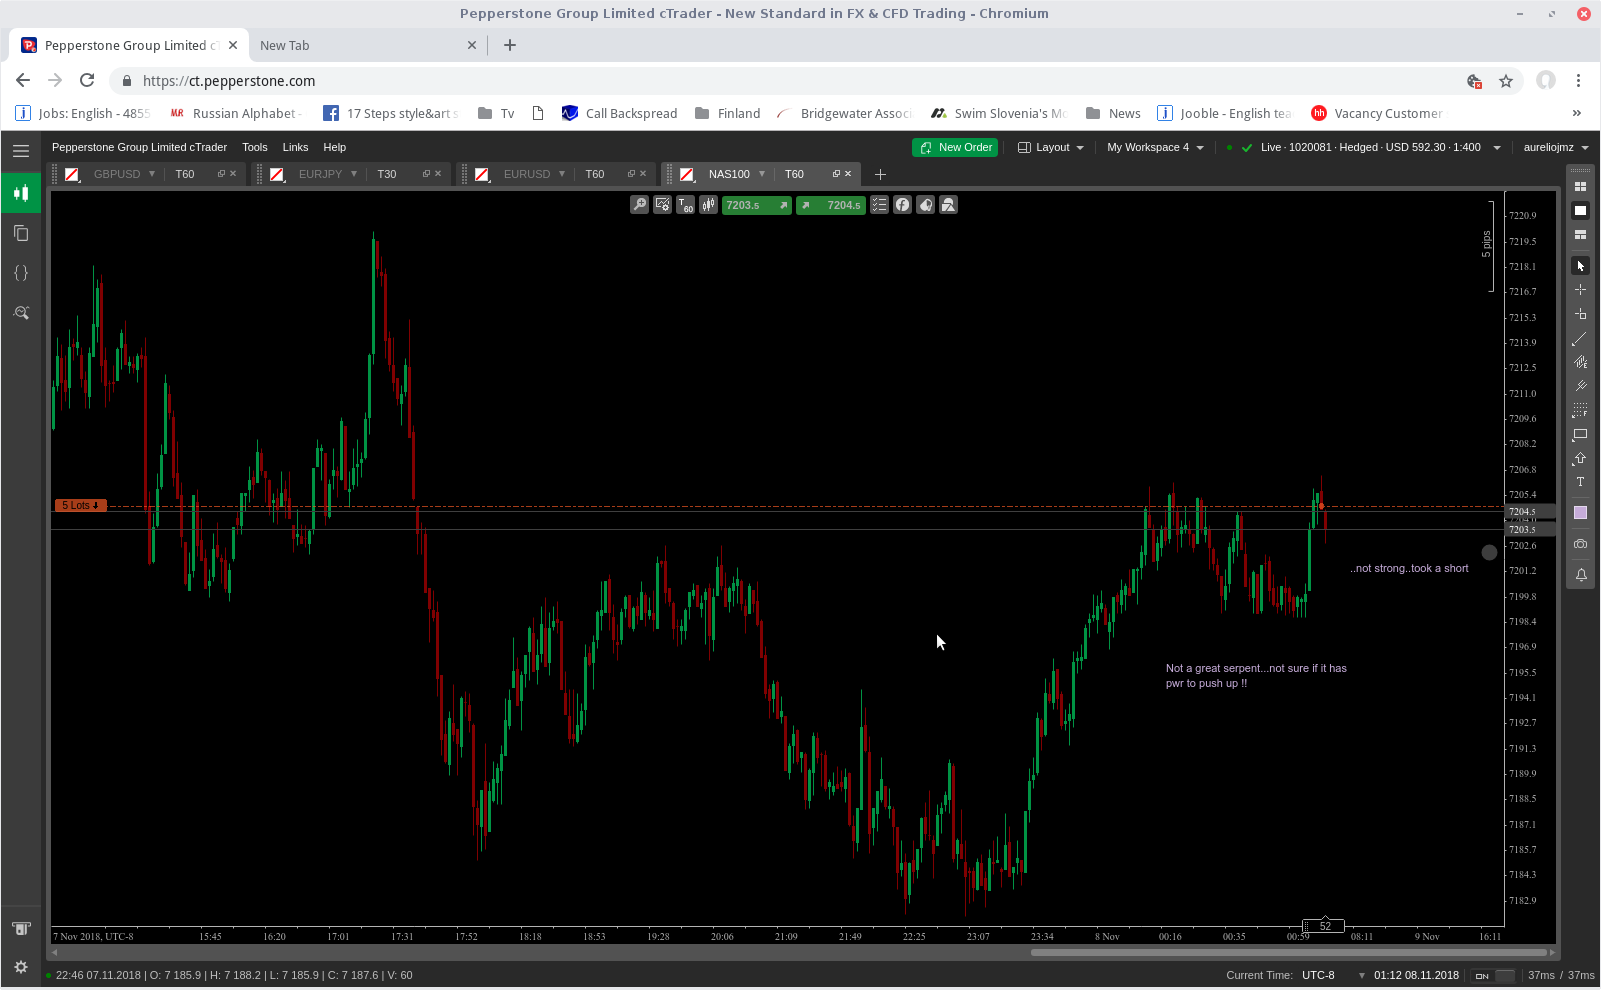 Pepperstone Group Limited cTrader - New Standard in FX & CFD Trading - Chromium
Pepperstone Group Limited c
New Tab
https://ct.pepperstone.com
Jobs: English - 4855
MR Russian Alphabet -
17 Steps style&art s
Tv
Call Backspread
Finland
Bridgewater Assoc
Swim Slovenia's Mo
News
Jooble - English tea
hh Vacancy Customer
»
Pepperstone Group Limited cTrader Tools Links Help
New Order
Layout
My Workspace 4
Live · 1020081 · Hedged · USD 592.30 · 1:400
aureliojmz
GBPUSD T60
EURJPY T30
EURUSD T60
NAS100 T60
T60
7203.5
7204.5
5 pips
7220.9
7219.5
7218.1
7216.7
7215.3
7213.9
7212.5
7211.0
7209.6
7208.2
7206.8
7205.4
5 Lots
7204.5
7203.5
7202.6
..not strong..took a short
7201.2
7199.8
7198.4
7196.9
Not a great serpent...not sure if it has
pwr to push up !!
7195.5
7194.1
7192.7
7191.3
7189.9
7188.5
7187.1
7185.7
7184.3
7182.9
52
7 Nov 2018, UTC-8 15:45 16:20 17:01 17:31 17:52 18:18 18:53 19:28 20:06 21:09 21:49 22:25 23:07 23:34 8 Nov 00:16 00:35 00:59 08:11 9 Nov 16:11
22:46 07.11.2018 | O: 7 185.9 | H: 7 188.2 | L: 7 185.9 | C: 7 187.6 | V: 60
Current Time: UTC-8 01:12 08.11.2018 ON 37ms / 37ms